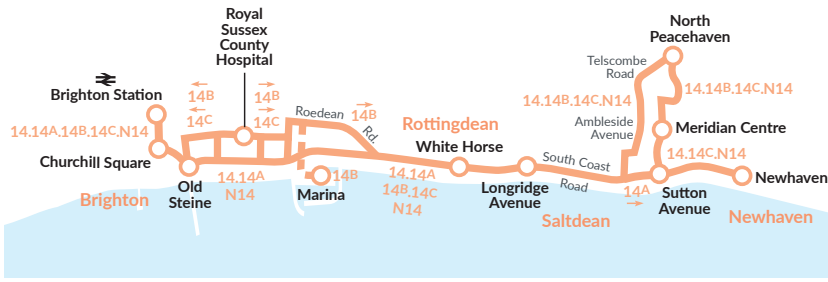 Royal
Sussex
County
Hospital
North
Peacehaven
Telscombe
Road
Brighton Station
14B
14B
14.14B.14C.N14
14.14B.14C.N14
14C
14C
Roedean
Rd.
14B
14.14A.14B.14C.N14
Rottingdean
Ambleside
Avenue
Meridian Centre
White Horse
Churchill Square
14.14C.N14
South Coast
Road
14.14A
N14
14B
14.14A
14B.14C
N14
Old
Steine
Marina
Longridge
Avenue
14A
Sutton
Avenue
Newhaven
Brighton
Saltdean
Newhaven